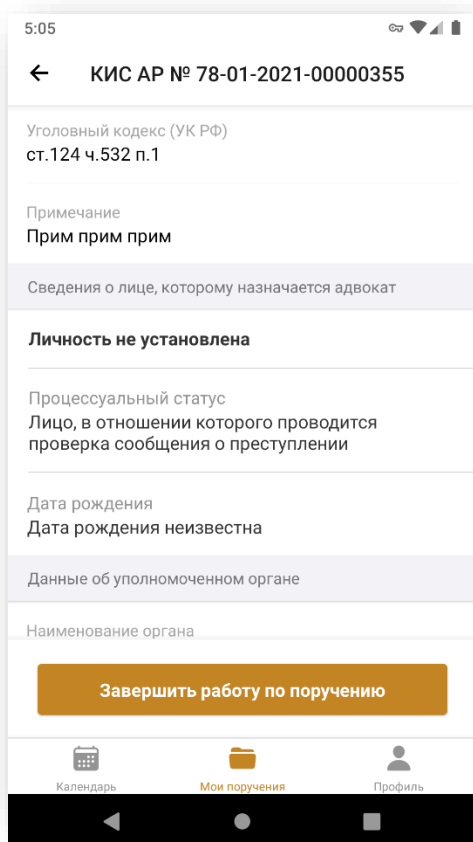 5:05
КИС АР № 78-01-2021-00000355
Уголовный кодекс (УК РФ)
ст.124 ч.532 п.1
Примечание
Прим прим прим
Сведения о лице, которому назначается адвокат
Личность не установлена
Процессуальный статус
Лицо, в отношении которого проводится
проверка сообщения о преступлении
Дата рождения
Дата рождения неизвестна
Данные об уполномоченном органе
Наименование органа
Завершить работу по поручению
Календарь
Мои поручения
Профиль